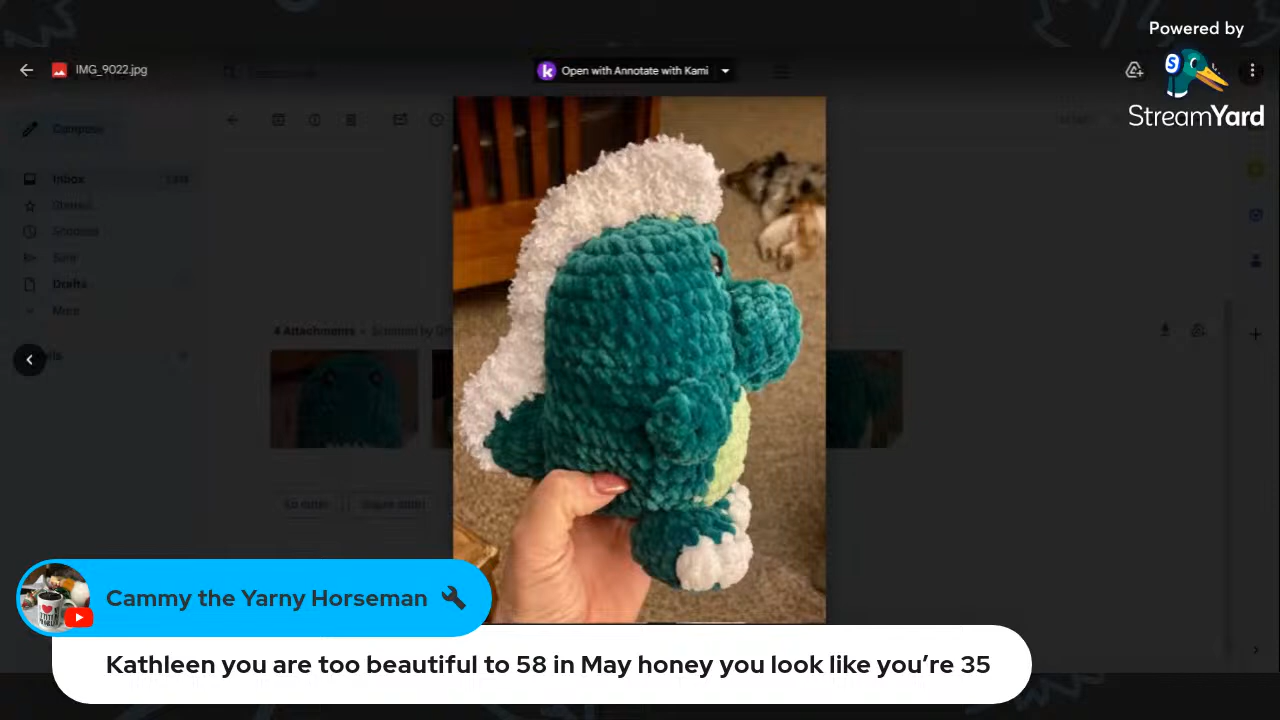 Powered by
StreamYard
IMG_9022.jpg
Open with Annotate with Kami
Compose
Inbox
Starred
Snoozed
Sent
Drafts
More
4 Attachments • Scanned by
Cammy the Yarny Horseman
Kathleen you are too beautiful to 58 in May honey you look like you’re 35